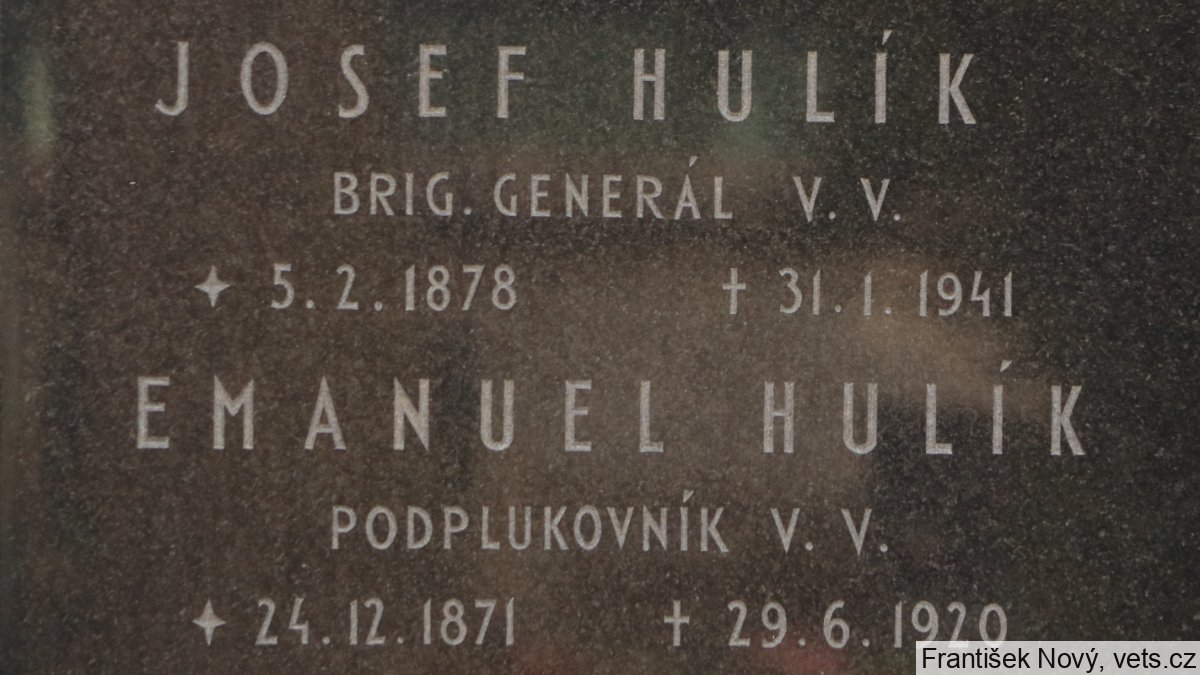 JOSEF HULÍK
BRIG. GENERÁL V. V.
✦ 5. 2. 1878 † 31. 1. 1941
EMANUEL HULÍK
PODPLUKOVNÍK V. V.
✦ 24. 12. 1871 † 29. 6. 1920
František Nový, vets.cz